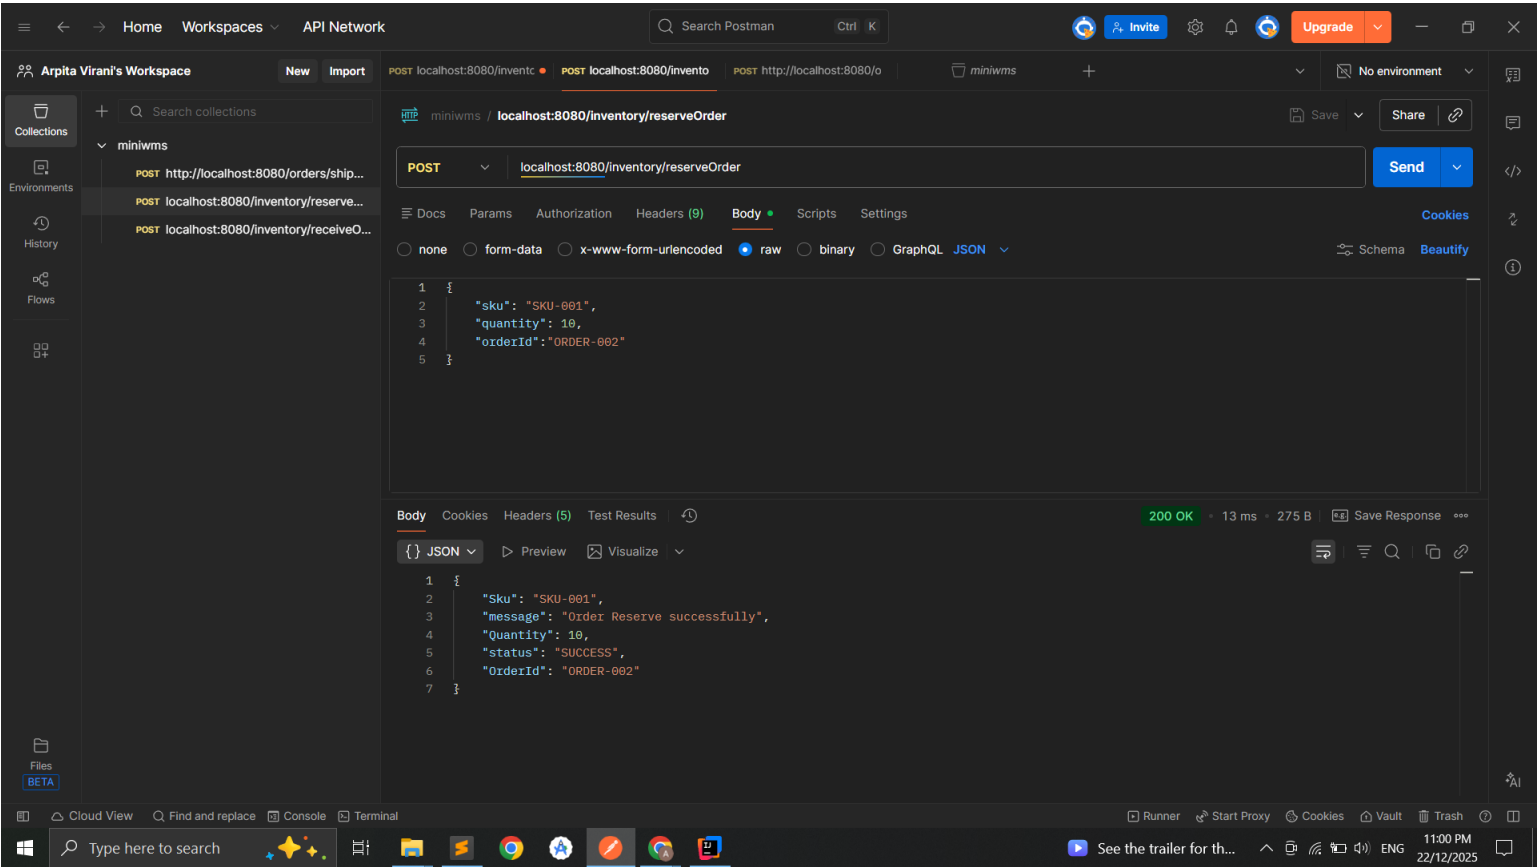 Home Workspaces API Network Search Postman Ctrl K Invite Upgrade
Arpita Virani's Workspace New Import POST localhost:8080/invento POST localhost:8080/invento POST http://localhost:8080/o miniwms No environment
Collections Search collections miniwms / localhost:8080/inventory/reserveOrder Save Share
miniwms
POST http://localhost:8080/orders/ship...
POST localhost:8080/inventory/reserve...
POST localhost:8080/inventory/receiveO...
Environments
History
Flows
POST localhost:8080/inventory/reserveOrder Send
Docs Params Authorization Headers (9) Body Scripts Settings Cookies
none form-data x-www-form-urlencoded raw binary GraphQL JSON Schema Beautify
1 {
2 "sku": "SKU-001",
3 "quantity": 10,
4 "orderId":"ORDER-002"
5 }
Body Cookies Headers (5) Test Results 200 OK • 13 ms • 275 B e.g. Save Response
{} JSON Preview Visualize
1 {
2 "Sku": "SKU-001",
3 "message": "Order Reserve successfully",
4 "Quantity": 10,
5 "status": "SUCCESS",
6 "OrderId": "ORDER-002"
7 }
Files
BETA
AI
Cloud View Find and replace Console Terminal Runner Start Proxy Cookies Vault Trash
Type here to search See the trailer for th... ENG 11:00 PM
22/12/2025